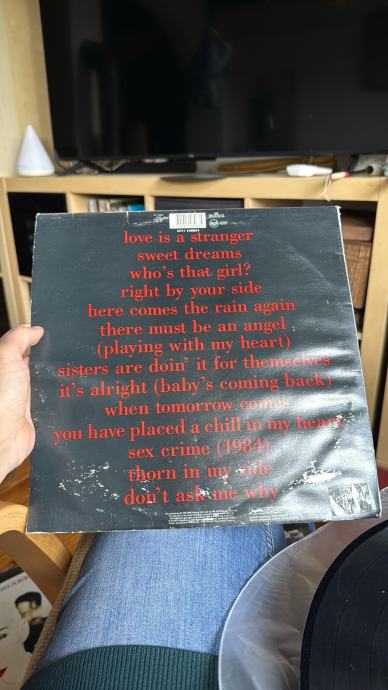 love is a stranger
sweet dreams
who's that girl?
right by your side
here comes the rain again
there must be an angel
(playing with my heart)
sisters are doin' it for themselves
it's alright (baby's coming back)
when tomorrow comes
you have placed a chill in my heart
sex crime (1984)
thorn in my side
don't ask me why